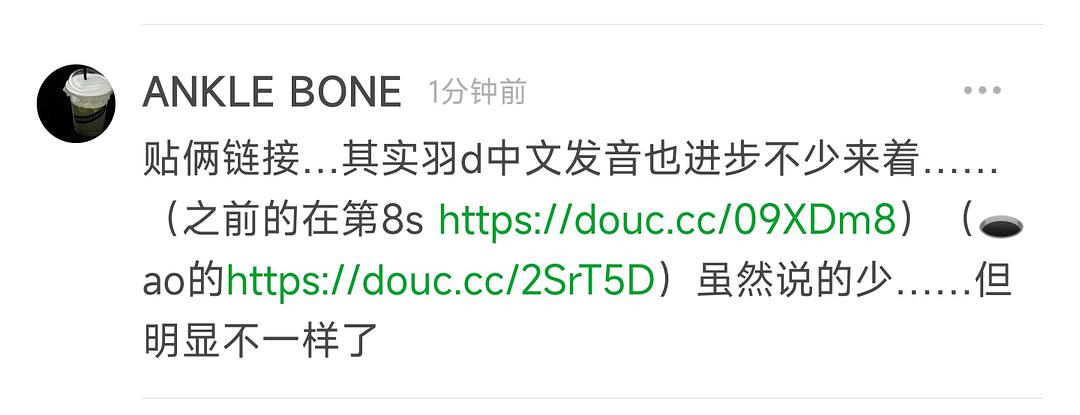 ANKLE BONE 1分钟前
贴俩链接…其实羽d中文发音也进步不少来着……
（之前的在第8s https://douc.cc/09XDm8）（🕳️
ao的https://douc.cc/2SrT5D）虽然说的少……但
明显不一样了